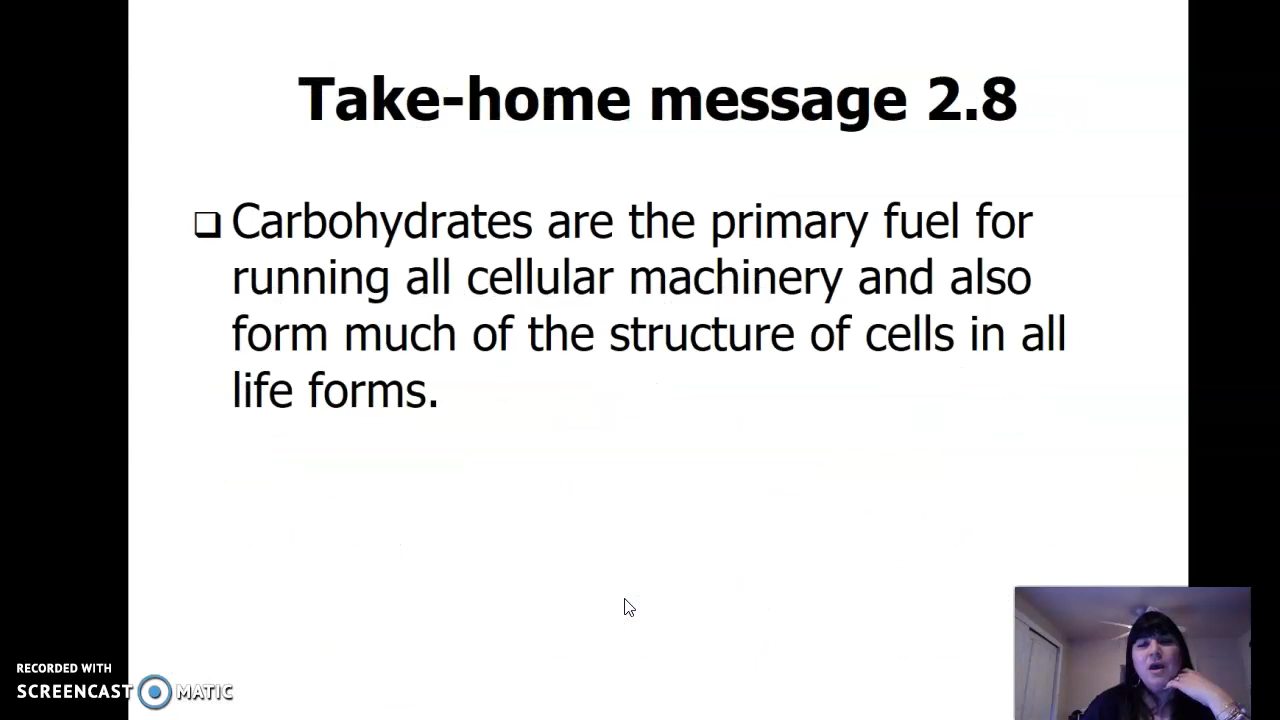 Take-home message 2.8
❑ Carbohydrates are the primary fuel for
running all cellular machinery and also
form much of the structure of cells in all
life forms.
RECORDED WITH
SCREENCAST MATIC